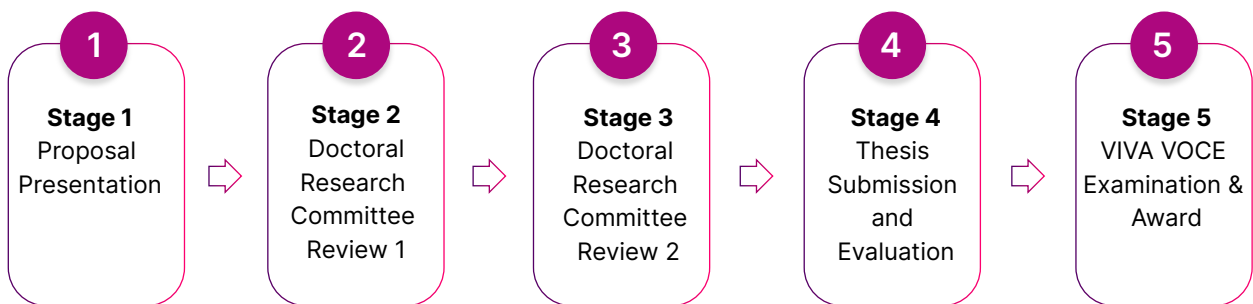 1
Stage 1
Proposal
Presentation
2
Stage 2
Doctoral
Research
Committee
Review 1
3
Stage 3
Doctoral
Research
Committee
Review 2
4
Stage 4
Thesis
Submission
and
Evaluation
5
Stage 5
VIVA VOCE
Examination &
Award